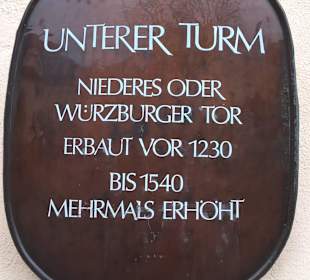 UNTERER TURM
NIEDERES ODER
WÜRZBURGER TOR
ERBAUT VOR 1230
BIS 1540
MEHRMALS ERHÖHT